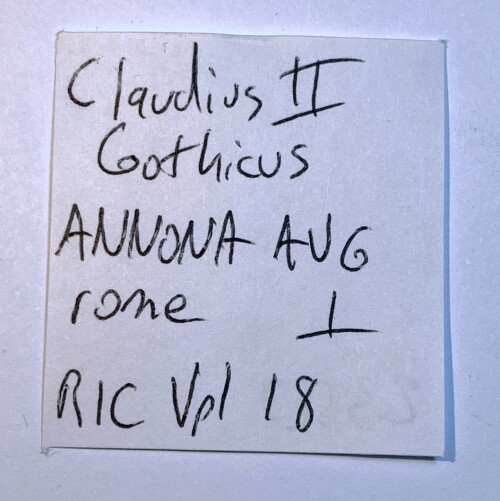 Claudius II
Gothicus
ANNONA AUG
rome ⊥
RIC Vpl 18